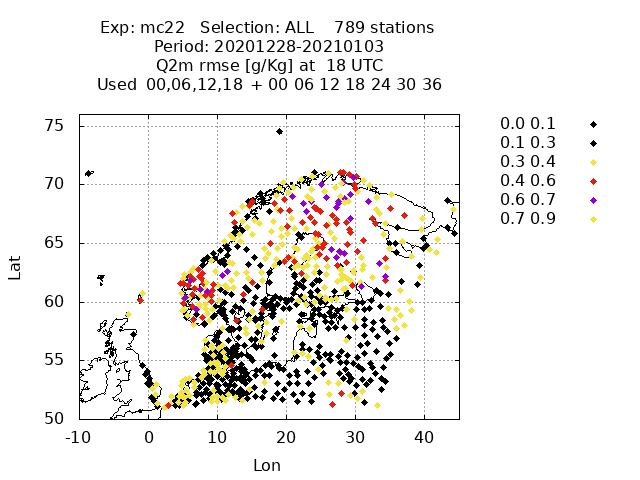 Exp: mc22 Selection: ALL 789 stations
Period: 20201228-20210103
Q2m rmse [g/Kg] at 18 UTC
Used 00,06,12,18 + 00 06 12 18 24 30 36
0.0 0.1
0.1 0.3
0.3 0.4
0.4 0.6
0.6 0.7
0.7 0.9
Lat
75
70
65
60
55
50
-10 0 10 20 30 40
Lon